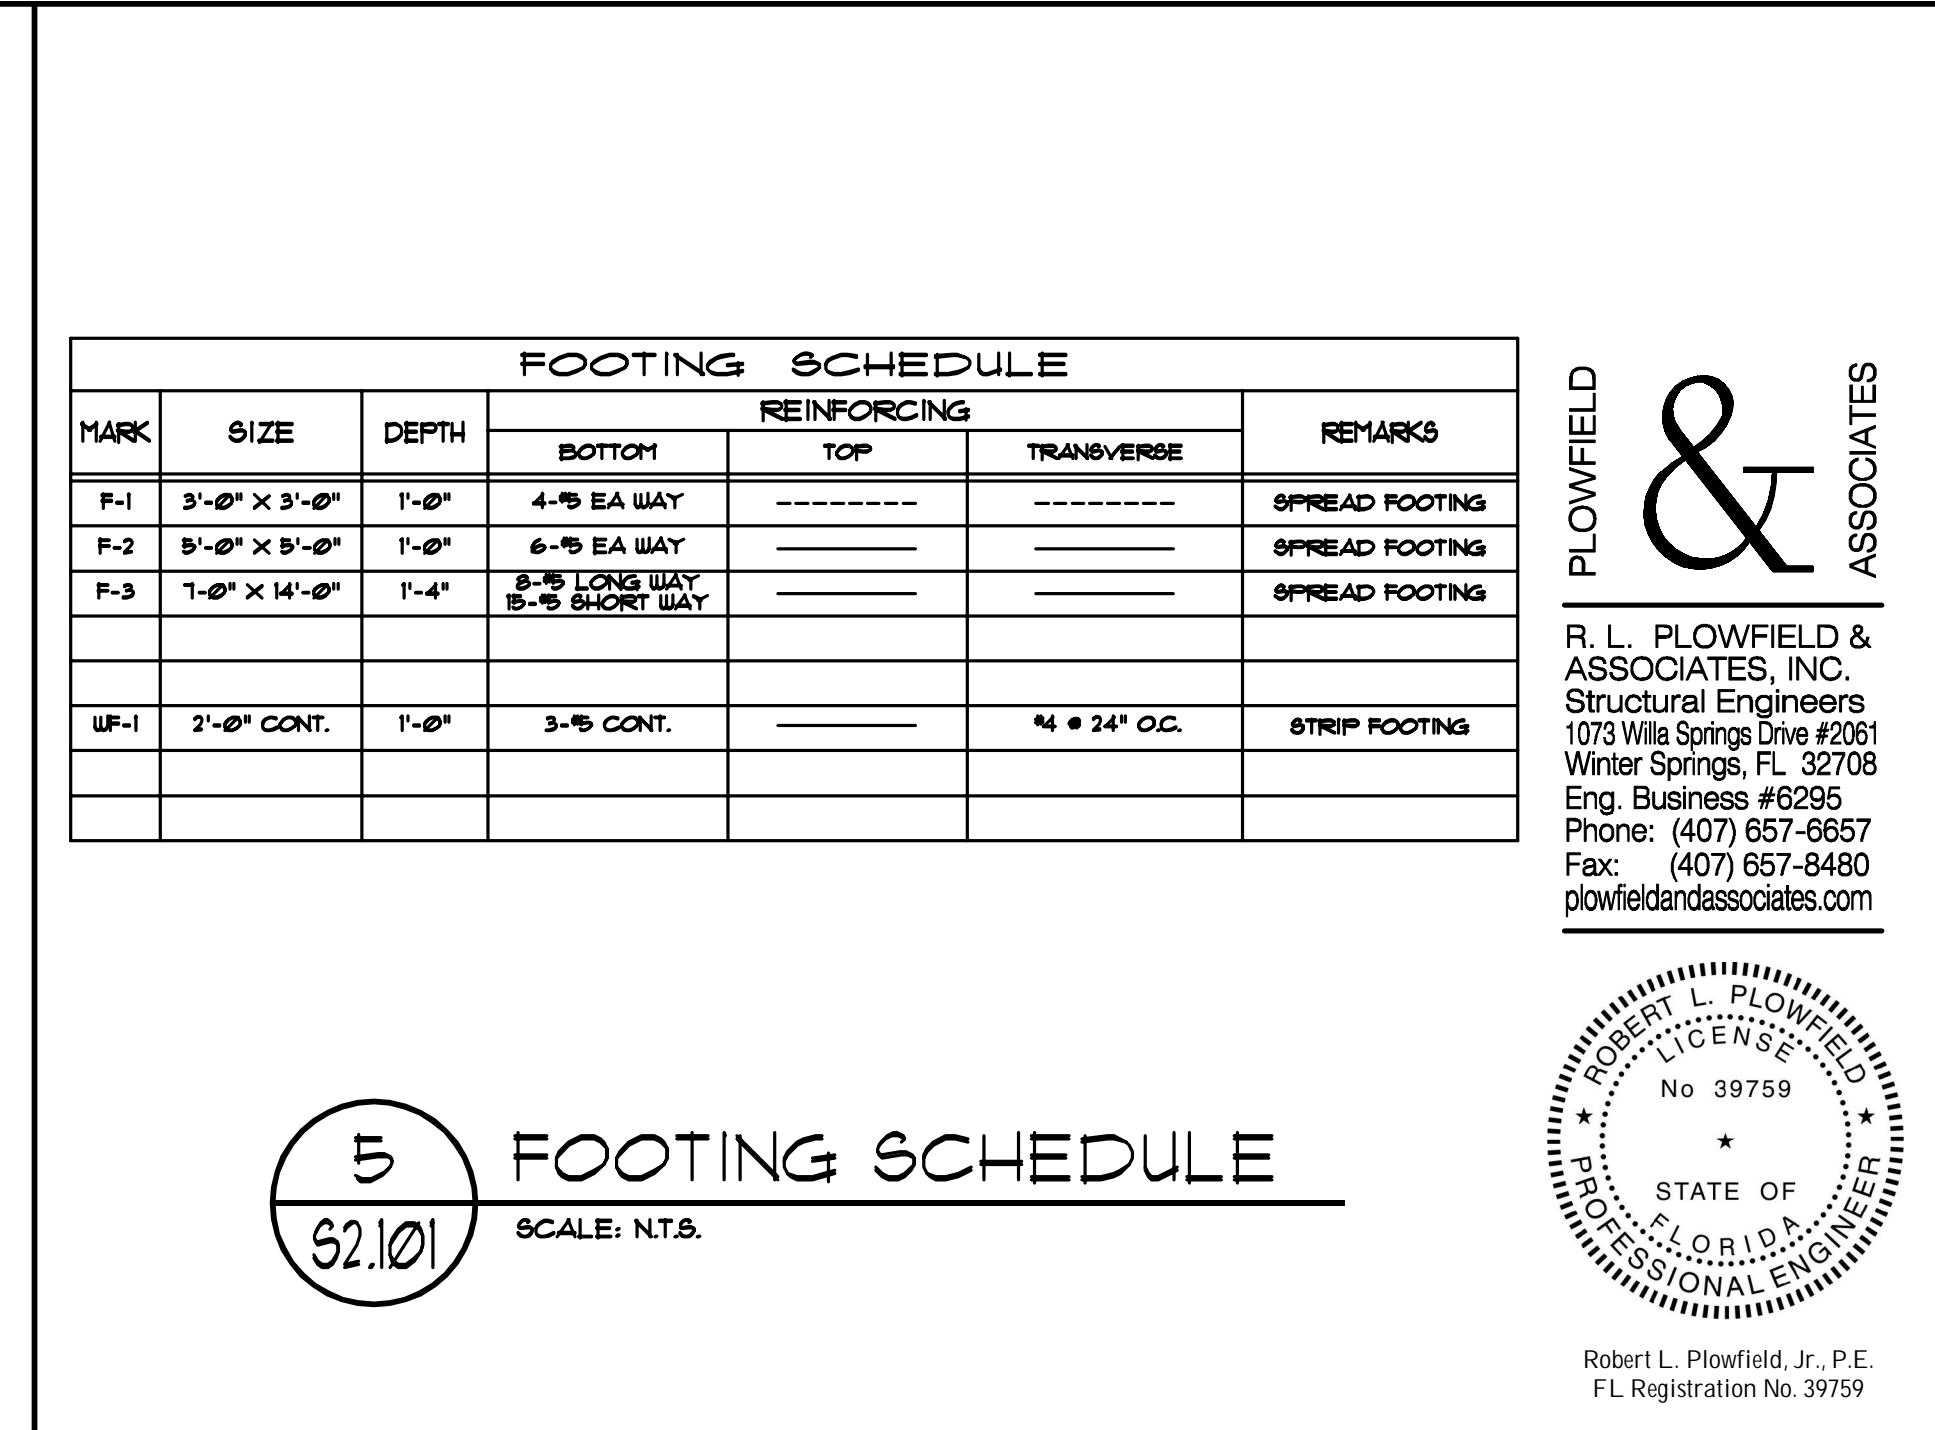 FOOTING SCHEDULE
MARK SIZE DEPTH REINFORCING REMARKS
BOTTOM TOP TRANSVERSE
F-1 3'-0" X 3'-0" 1'-0" 4-#5 EA WAY -------- -------- SPREAD FOOTING
F-2 5'-0" X 5'-0" 1'-0" 6-#5 EA WAY SPREAD FOOTING
F-3 7-0" X 14'-0" 1'-4" 8-#5 LONG WAY SPREAD FOOTING
15-#5 SHORT WAY
WF-1 2'-0" CONT. 1'-0" 3-#5 CONT. #4 @ 24" O.C. STRIP FOOTING
5
S2.101
FOOTING SCHEDULE
SCALE: N.T.S.
PLOWFIELD
&
ASSOCIATES
R. L. PLOWFIELD &
ASSOCIATES, INC.
Structural Engineers
1073 Willa Springs Drive #2061
Winter Springs, FL 32708
Eng. Business #6295
Phone: (407) 657-6657
Fax: (407) 657-8480
plowfieldandassociates.com
ROBERT L. PLOWFIELD
LICENSE
No 39759
STATE OF
FLORIDA
PROFESSIONAL ENGINEER
Robert L. Plowfield, Jr., P.E.
FL Registration No. 39759